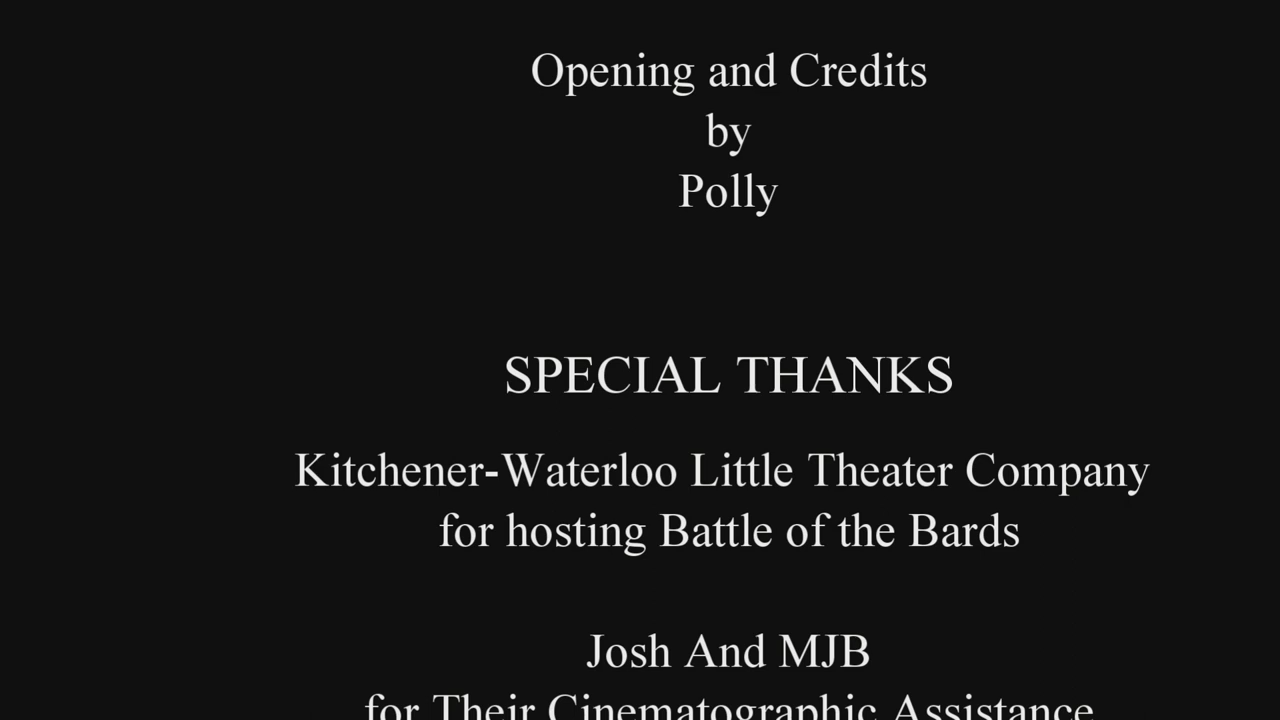 Opening and Credits
by
Polly
SPECIAL THANKS
Kitchener-Waterloo Little Theater Company
for hosting Battle of the Bards
Josh And MJB
for Their Cinematographic Assistance